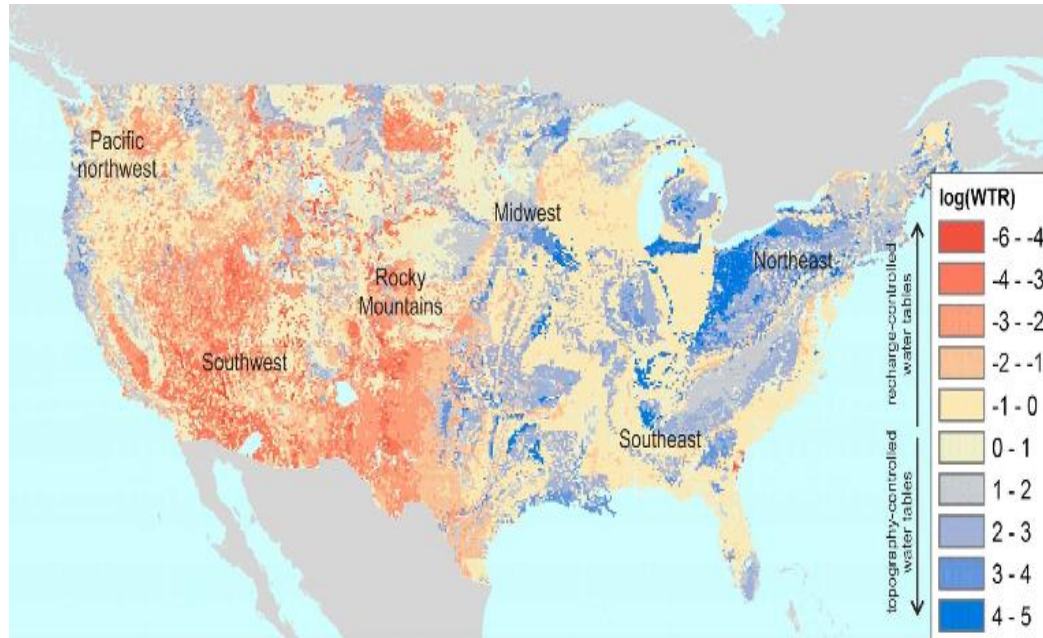 Pacific
northwest
Midwest
Northeast
Rocky
Mountains
Southwest
Southeast
log(WTR)
-6 - -4
-4 - -3
-3 - -2
-2 - -1
-1 - 0
0 - 1
1 - 2
2 - 3
3 - 4
4 - 5
recharge-controlled
water tables
topography-controlled
water tables